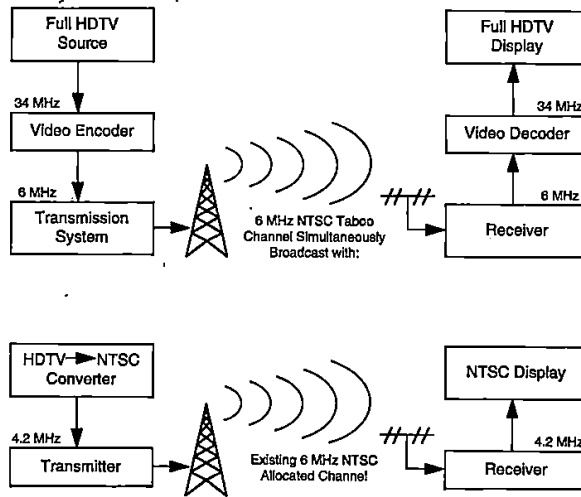 Full HDTV
Source
34 MHz
Video Encoder
6 MHz
Transmission
System
6 MHz NTSC Taboo
Channel Simultaneously
Broadcast with:
Full HDTV
Display
34 MHz
Video Decoder
6 MHz
Receiver
HDTV → NTSC
Converter
4.2 MHz
Transmitter
Existing 6 MHz NTSC
Allocated Channel
NTSC Display
4.2 MHz
Receiver